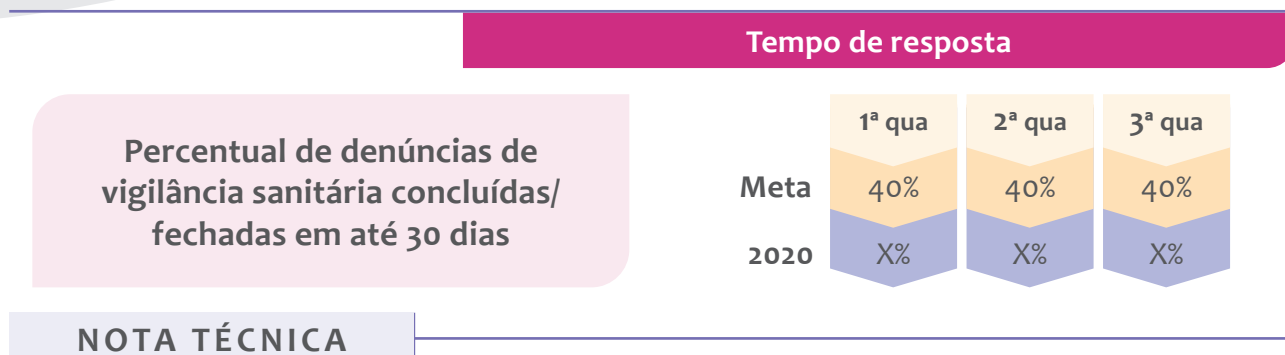 Tempo de resposta
Percentual de denúncias de
vigilância sanitária concluídas/
fechadas em até 30 dias
1ª qua 2ª qua 3ª qua
Meta 40% 40% 40%
2020 X% X% X%
NOTA TÉCNICA